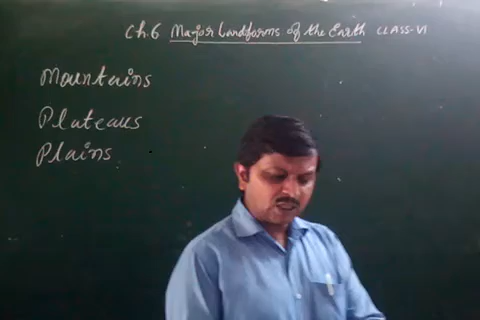 Ch.6 Major Landforms of the Earth CLASS-VI
Mountains
Plateaus
Plains